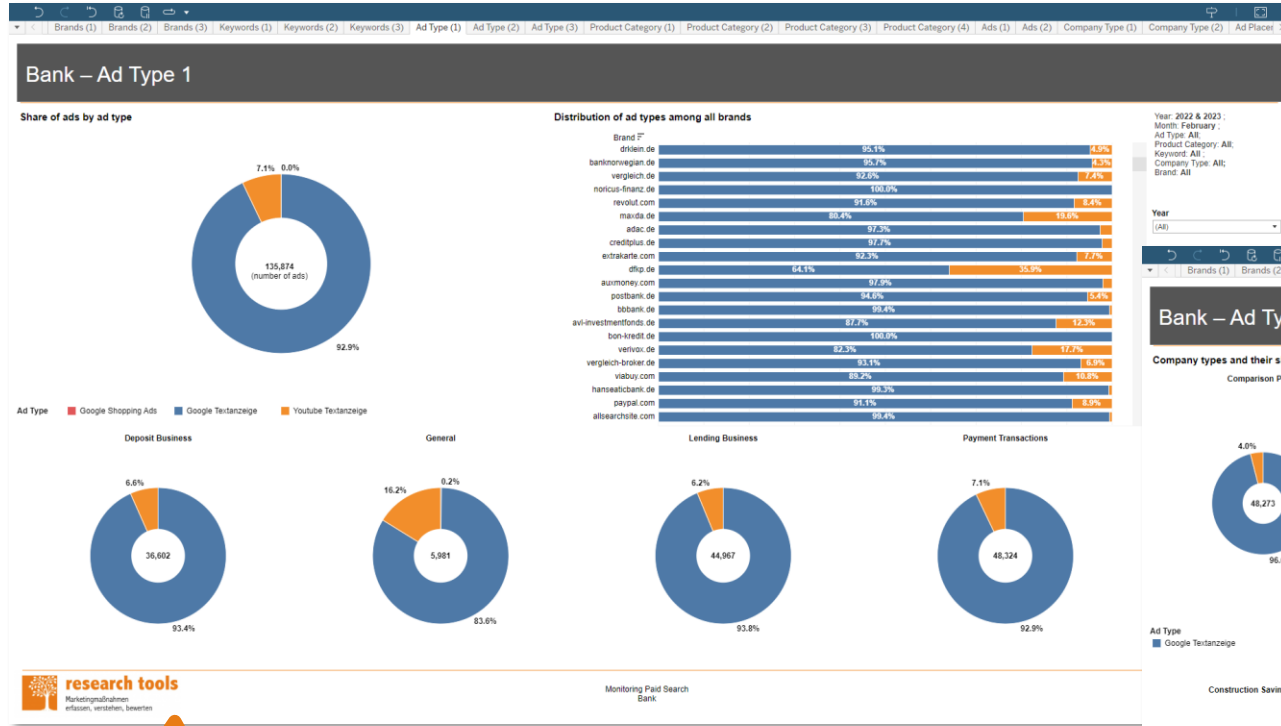 Brands (1) Brands (2) Brands (3) Keywords (1) Keywords (2) Keywords (3) Ad Type (1) Ad Type (2) Ad Type (3) Product Category (1) Product Category (2) Product Category (3) Product Category (4) Ads (1) Ads (2) Company Type (1) Company Type (2) Ad Placer
Bank – Ad Type 1
Share of ads by ad type
7.1% 0.0%
135,874
(number of ads)
92.9%
Ad Type Google Shopping Ads Google Textanzeige Youtube Textanzeige
Distribution of ad types among all brands
Brand
drklein.de 95.1% 4.9%
banknorwegian.de 95.7% 4.3%
vergleich.de 92.6% 7.4%
noricus-finanz.de 100.0%
revolut.com 91.6% 8.4%
maxda.de 80.4% 19.6%
adac.de 97.3%
creditplus.de 97.7%
extrakarte.com 92.3% 7.7%
dfkp.de 64.1% 35.9%
auxmoney.com 97.9%
postbank.de 94.6% 5.4%
bbbank.de 99.4%
avl-investmentfonds.de 87.7% 12.3%
bon-kredit.de 100.0%
verivox.de 82.3% 17.7%
vergleich-broker.de 93.1% 6.9%
viabuy.com 89.2% 10.8%
hanseaticbank.de 99.3%
paypal.com 91.1% 8.9%
allsearchsite.com 99.4%
Year: 2022 & 2023 ;
Month: February ;
Ad Type: All;
Product Category: All;
Keyword: All ;
Company Type: All;
Brand: All
Year
(All)
Deposit Business
6.6%
36,602
93.4%
General
16.2% 0.2%
5,981
83.6%
Lending Business
6.2%
44,967
93.8%
Payment Transactions
7.1%
48,324
92.9%
Brands (1) Brands (2
Bank – Ad Ty
Company types and their s
Comparison P
4.0%
48,273
96.
Ad Type
Google Textanzeige
Construction Savin
research tools
Marketingmaßnahmen
erfassen, verstehen, bewerten
Monitoring Paid Search
Bank